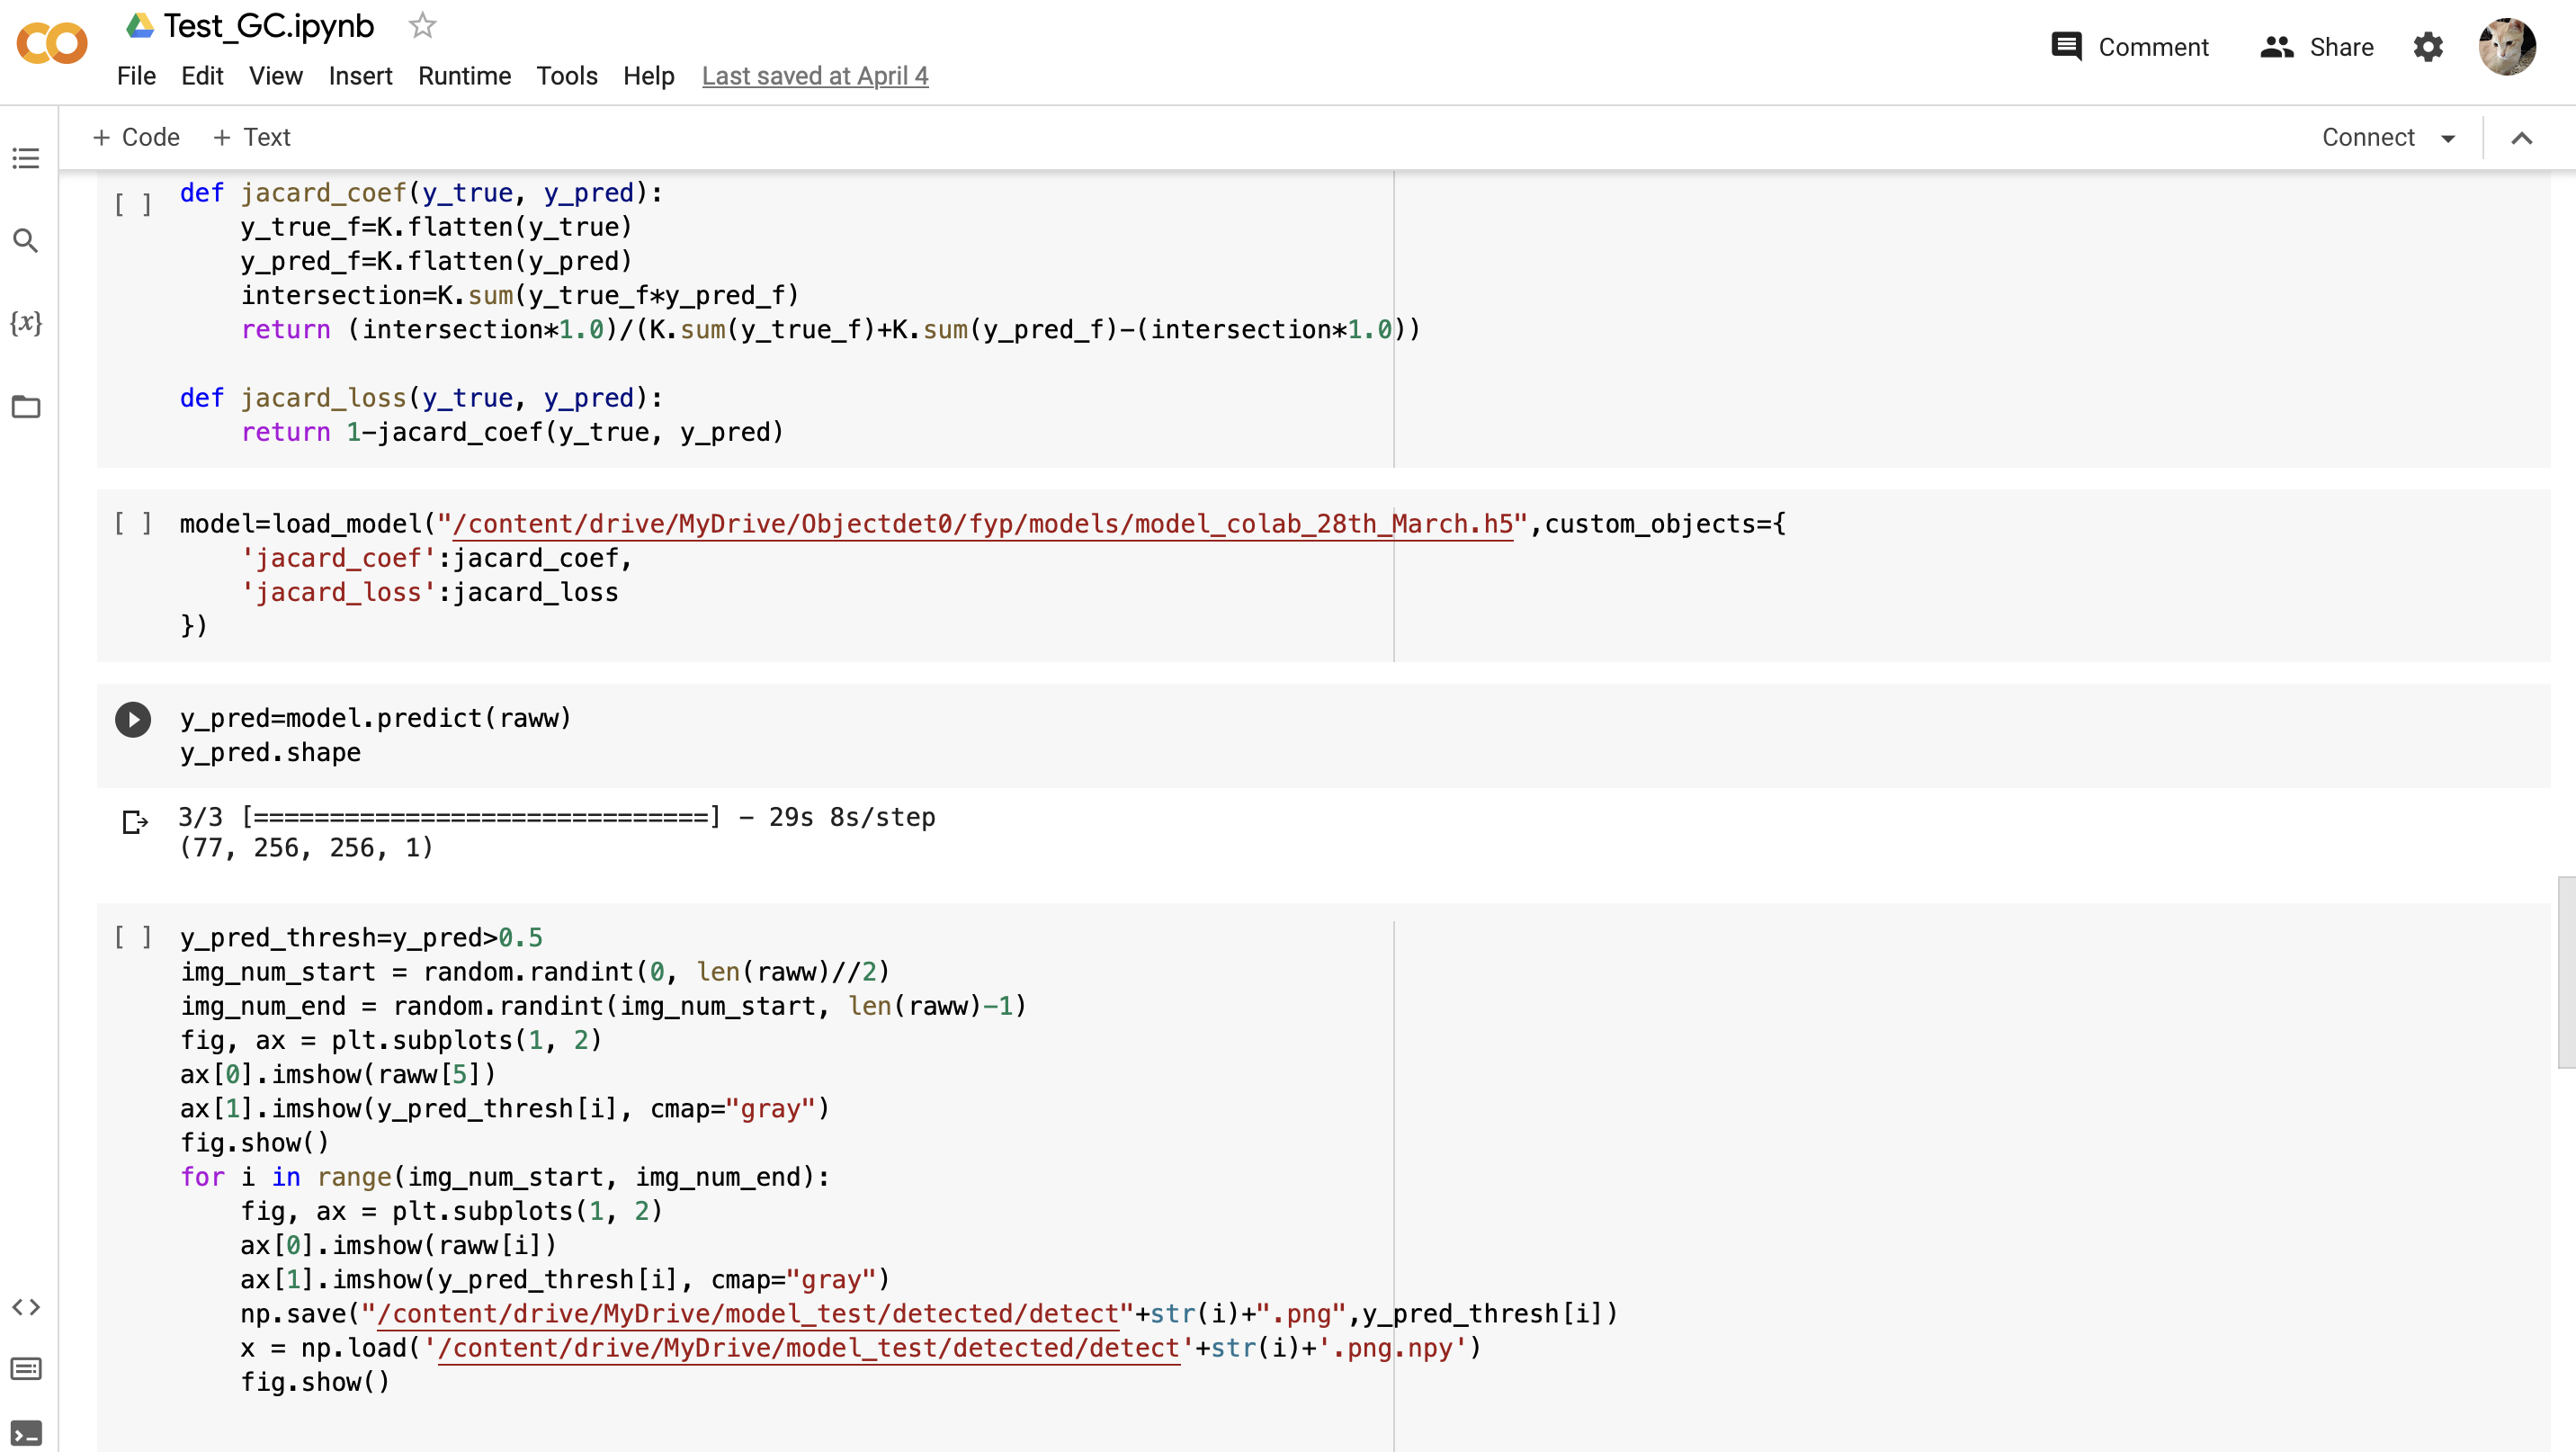 Test_GC.ipynb
File Edit View Insert Runtime Tools Help Last saved at April 4
Comment Share
+ Code + Text
Connect
[ ] def jacard_coef(y_true, y_pred):
    y_true_f=K.flatten(y_true)
    y_pred_f=K.flatten(y_pred)
    intersection=K.sum(y_true_f*y_pred_f)
    return (intersection*1.0)/(K.sum(y_true_f)+K.sum(y_pred_f)-(intersection*1.0))
def jacard_loss(y_true, y_pred):
    return 1-jacard_coef(y_true, y_pred)
[ ] model=load_model("/content/drive/MyDrive/Objectdet0/fyp/models/model_colab_28th_March.h5",custom_objects={
    'jacard_coef':jacard_coef,
    'jacard_loss':jacard_loss
})
y_pred=model.predict(raww)
y_pred.shape
3/3 [==============================] - 29s 8s/step
(77, 256, 256, 1)
[ ] y_pred_thresh=y_pred>0.5
img_num_start = random.randint(0, len(raww)//2)
img_num_end = random.randint(img_num_start, len(raww)-1)
fig, ax = plt.subplots(1, 2)
ax[0].imshow(raww[5])
ax[1].imshow(y_pred_thresh[i], cmap="gray")
fig.show()
for i in range(img_num_start, img_num_end):
    fig, ax = plt.subplots(1, 2)
    ax[0].imshow(raww[i])
    ax[1].imshow(y_pred_thresh[i], cmap="gray")
    np.save("/content/drive/MyDrive/model_test/detected/detect"+str(i)+".png",y_pred_thresh[i])
    x = np.load('/content/drive/MyDrive/model_test/detected/detect'+str(i)+'.png.npy')
    fig.show()
{x}